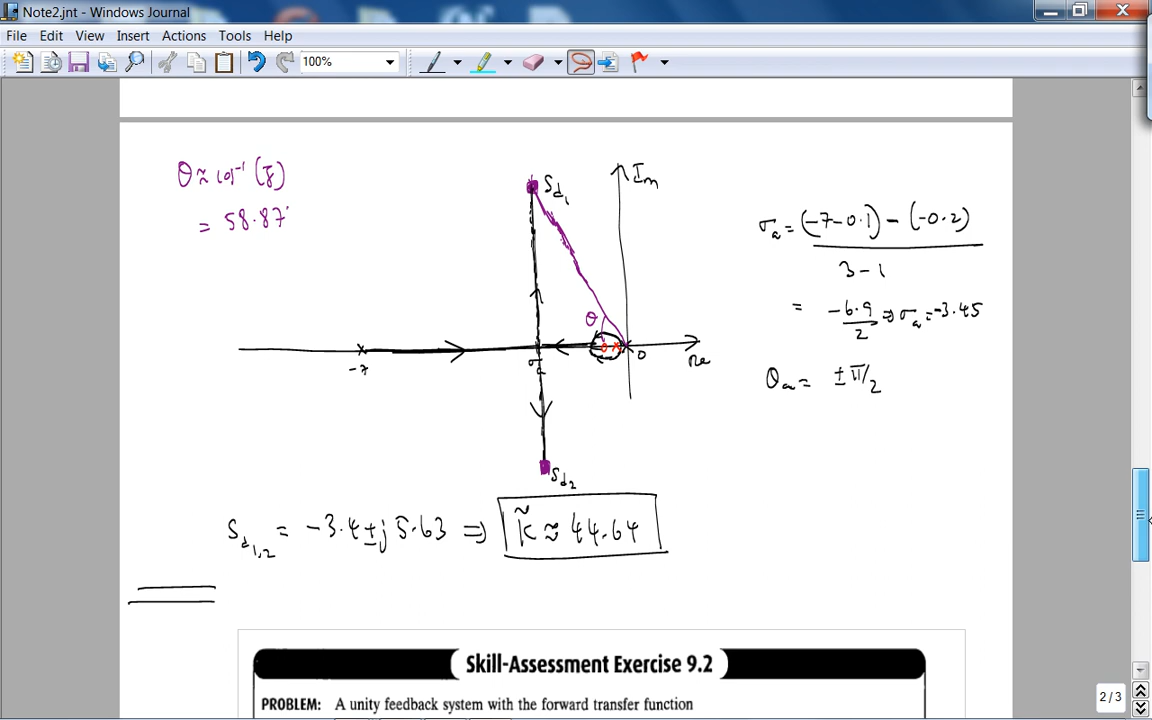 Note2.jnt - Windows Journal
File Edit View Insert Actions Tools Help
100%
θ ≈ cos⁻¹(ξ)
= 58.87°
Sd₁
Im
σa = (-7-0.1) - (-0.2)
3-1
= -6.9/2 ⇒ σa = -3.45
θa = ± π/2
θ
-7
σa
0
Re
Sd₂
Sd₁,₂ = -3.4 ± j 5.63 ⇒ K̃ ≈ 44.64
Skill-Assessment Exercise 9.2
PROBLEM: A unity feedback system with the forward transfer function
2 / 3